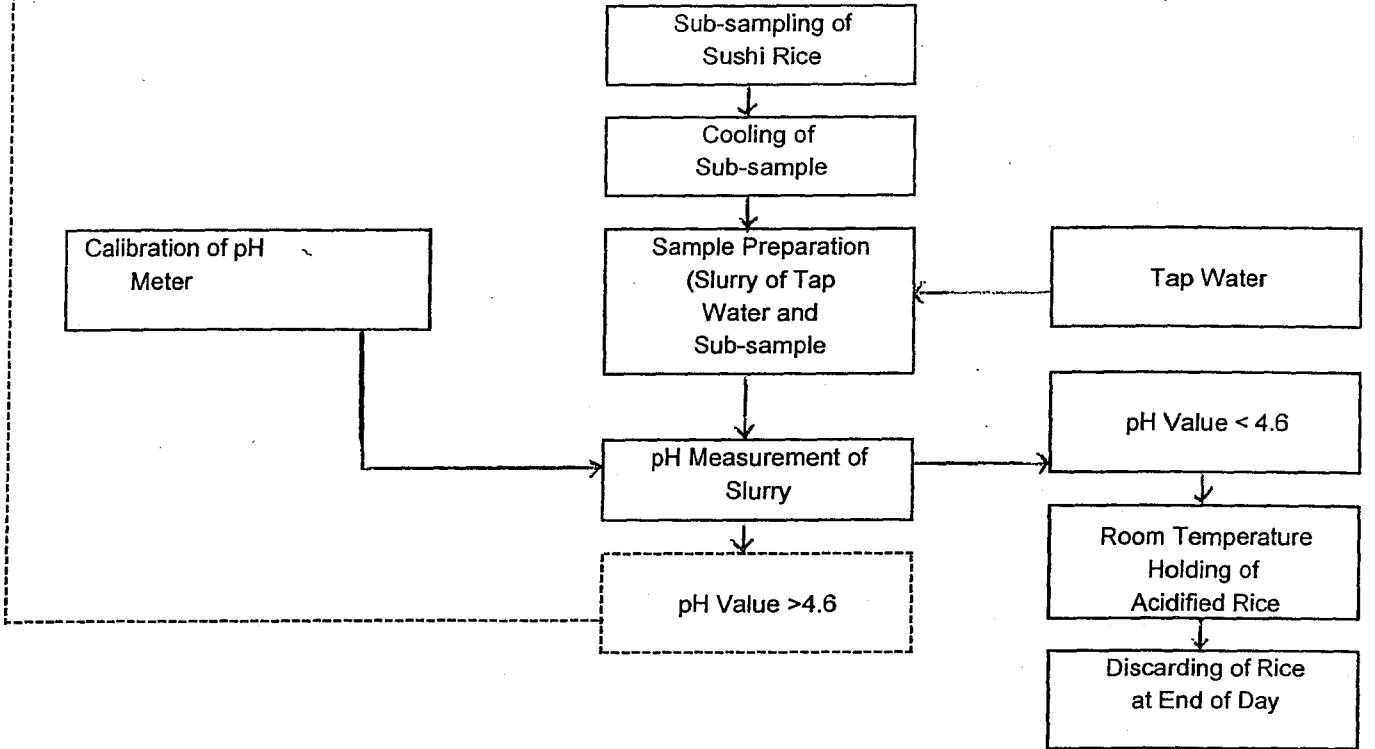 Sub-sampling of
Sushi Rice
Cooling of
Sub-sample
Calibration of pH
Meter
Sample Preparation
(Slurry of Tap
Water and
Sub-sample
Tap Water
pH Value < 4.6
pH Measurement of
Slurry
Room Temperature
Holding of
Acidified Rice
pH Value >4.6
Discarding of Rice
at End of Day